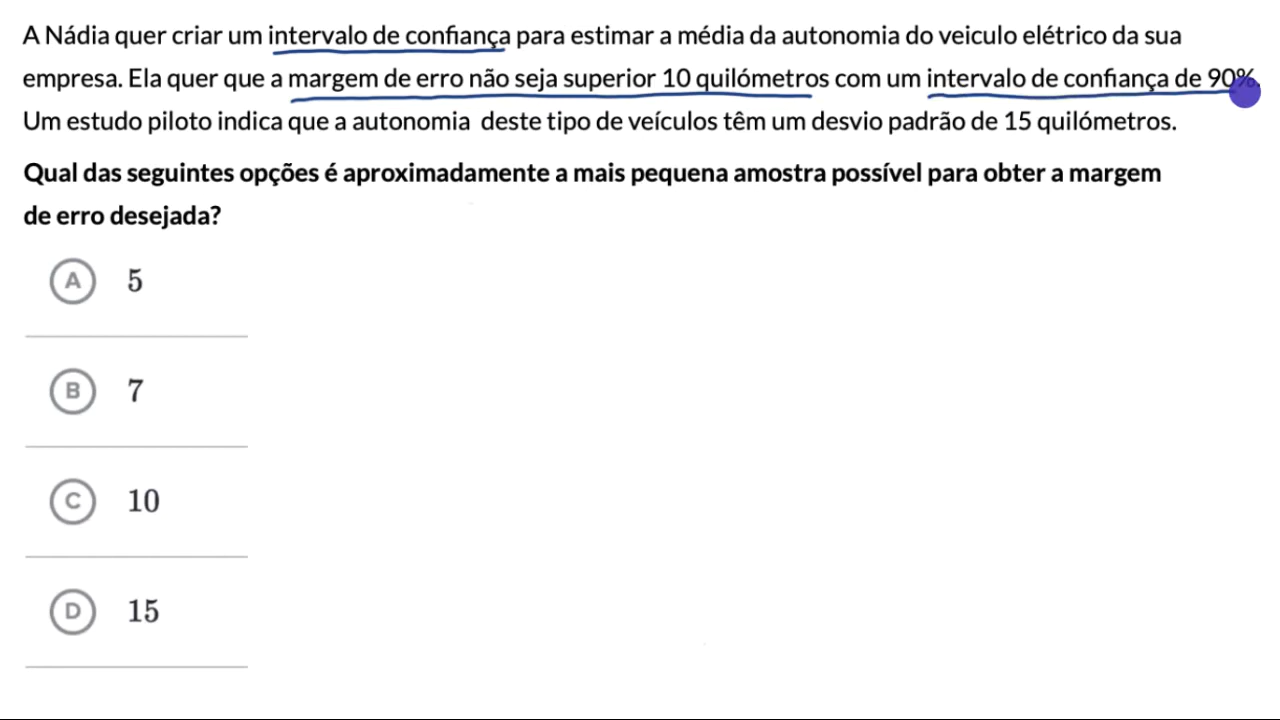 A Nádia quer criar um intervalo de confiança para estimar a média da autonomia do veiculo elétrico da sua
empresa. Ela quer que a margem de erro não seja superior 10 quilómetros com um intervalo de confiança de 90%.
Um estudo piloto indica que a autonomia deste tipo de veículos têm um desvio padrão de 15 quilómetros.
Qual das seguintes opções é aproximadamente a mais pequena amostra possível para obter a margem
de erro desejada?
A 5
B 7
C 10
D 15